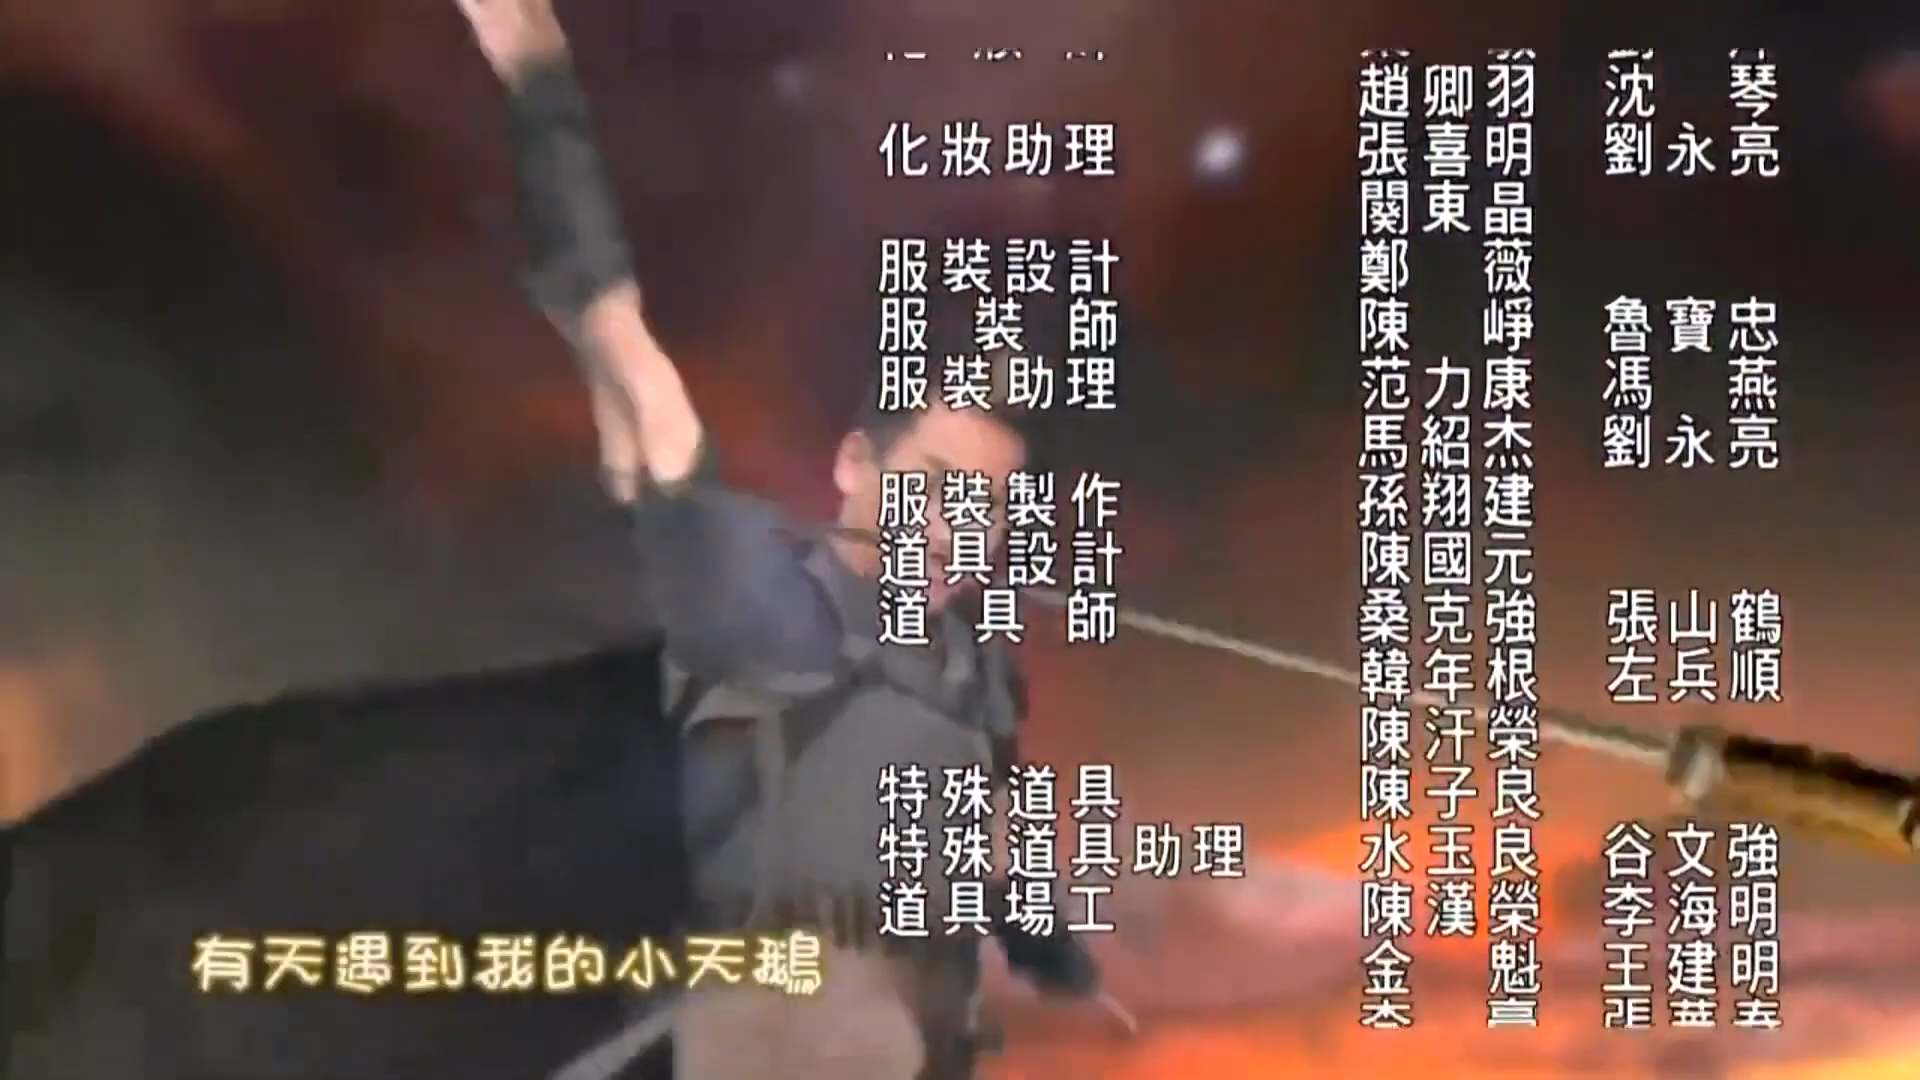 趙卿羽 沈琴
化妝助理 張喜明 劉永亮
闋東晶
服裝設計 鄭薇
服裝師 陳崢 魯寶忠
服裝助理 范力康 馮燕
馬紹杰 劉永亮
服裝製作 孫翔建
道具設計 陳國元
道具師 桑克強 張山鶴
韓年根 左兵順
陳汗榮
特殊道具 陳子良
特殊道具助理 水玉良 谷文強
道具場工 陳漢榮 李海明
金魁 王建明
有天遇到我的小天鵝